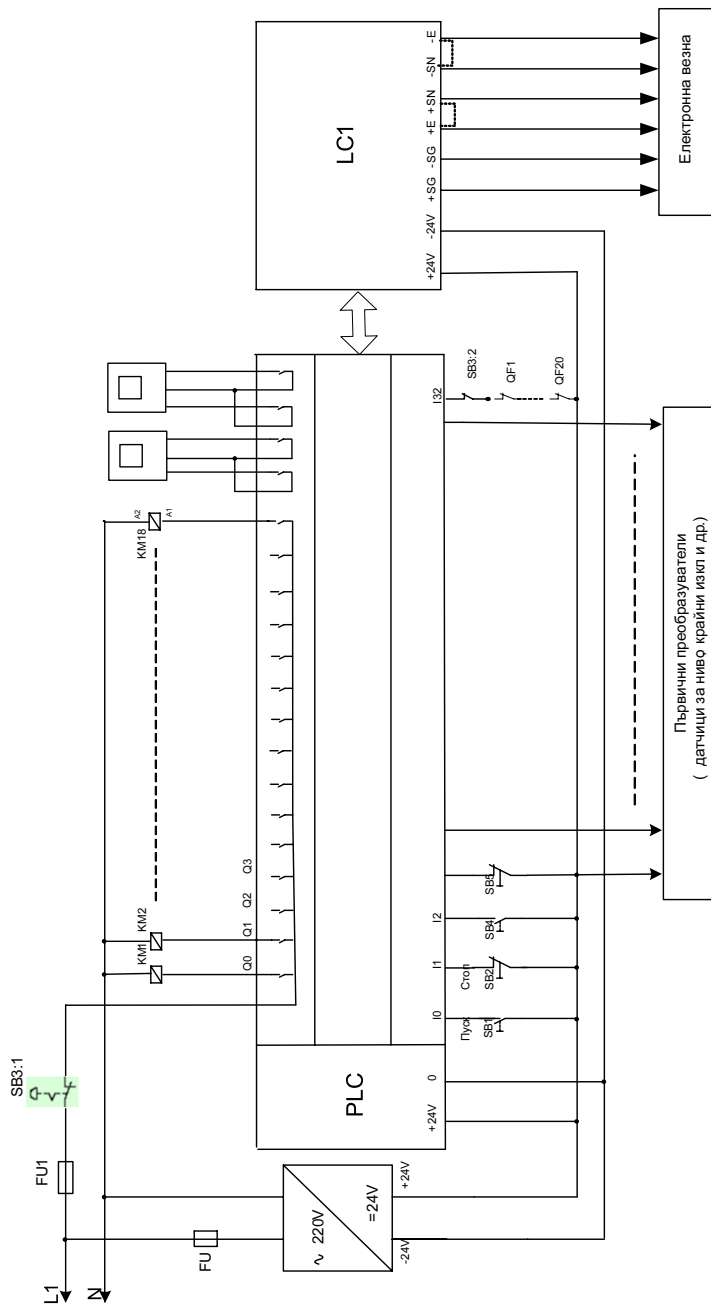 L1
N
FU1
SB3:1
FU
~ 220V
=24V
-24V
+24V
PLC
+24V
0
KM1
KM2
KM18
A2
A1
Q0
Q1
Q2
Q3
I0
I1
I2
I32
Пуск
SB1
Стоп
SB2
SB4
SB5
SB3:2
QF1
QF20
LC1
+24V
-24V
+SG
-SG
+E
+SN
-SN
-E
Електронна везна
Първични преобразуватели
( датчици за ниво, крайни изкл и др.)